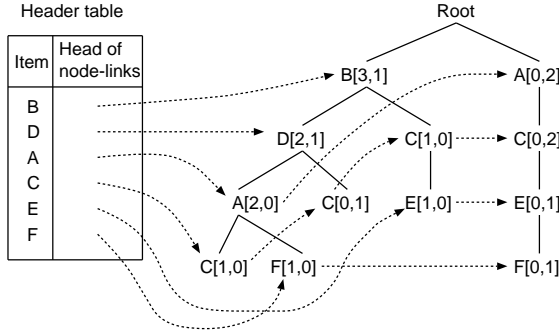 Header table
Root
Item
Head of
node-links
B
D
A
C
E
F
B[3,1]
A[0,2]
D[2,1]
C[1,0]
C[0,2]
A[2,0]
C[0,1]
E[1,0]
E[0,1]
C[1,0]
F[1,0]
F[0,1]